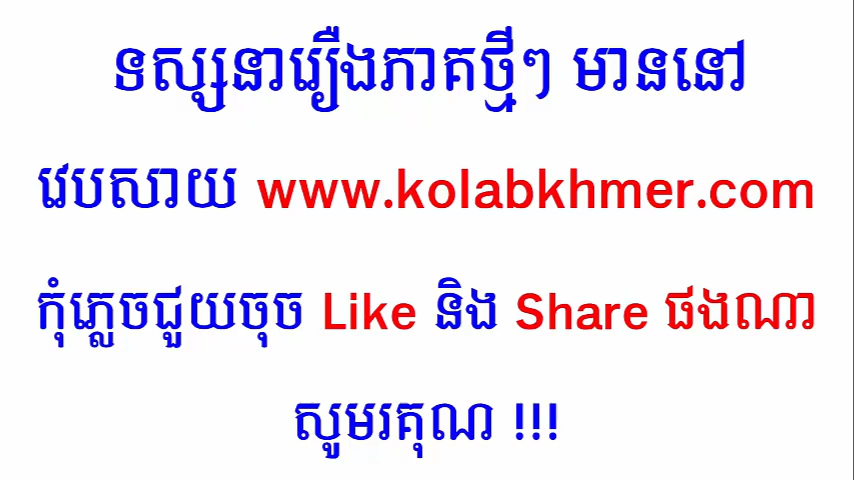 ទស្សនារឿងភាគថ្មីៗ មាននៅ
វេបសាយ www.kolabkhmer.com
កុំភ្លេចជួយចុច Like និង Share ផងណា
សូមរគុណ !!!